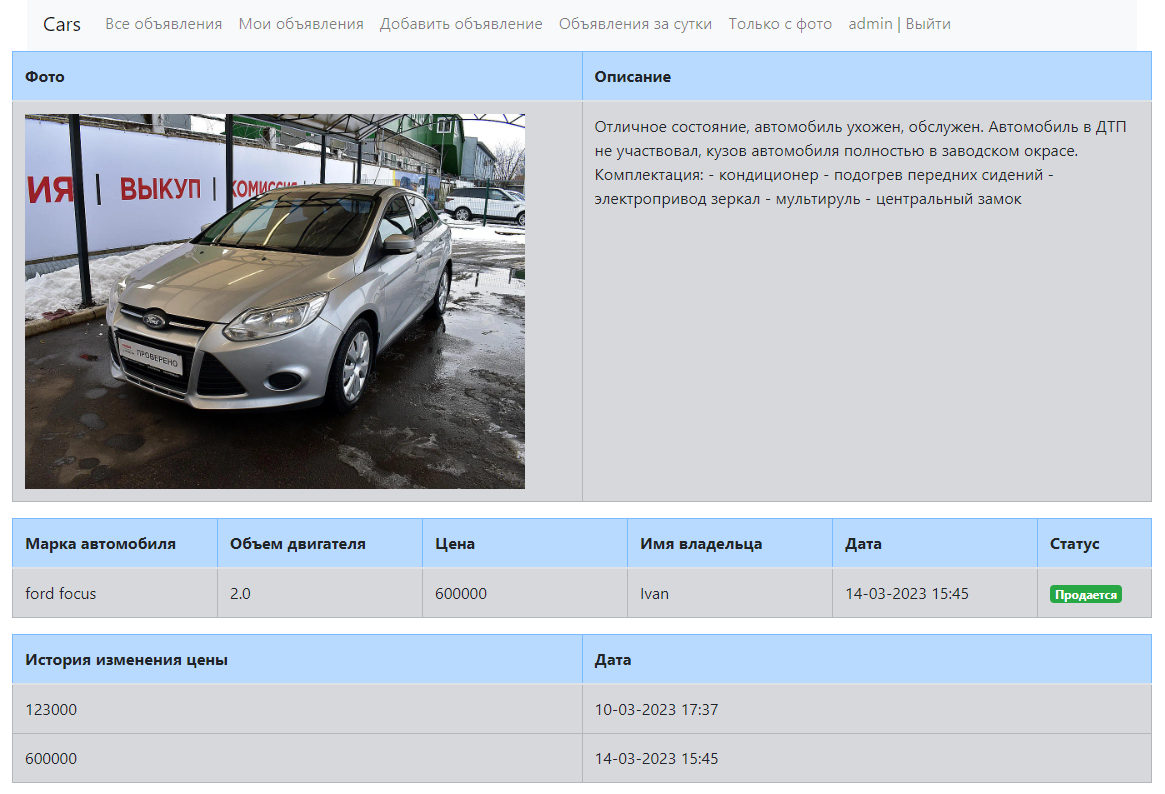 Cars Все объявления Мои объявления Добавить объявление Объявления за сутки Только с фото admin | Выйти
Фото Описание
ИЯ | ВЫКУП | КОМИССИЯ
Ford
ПРОВЕРЕНО
Отличное состояние, автомобиль ухожен, обслужен. Автомобиль в ДТП
не участвовал, кузов автомобиля полностью в заводском окрасе.
Комплектация: - кондиционер - подогрев передних сидений -
электропривод зеркал - мультируль - центральный замок
Марка автомобиля Объем двигателя Цена Имя владельца Дата Статус
ford focus 2.0 600000 Ivan 14-03-2023 15:45 Продается
История изменения цены Дата
123000 10-03-2023 17:37
600000 14-03-2023 15:45